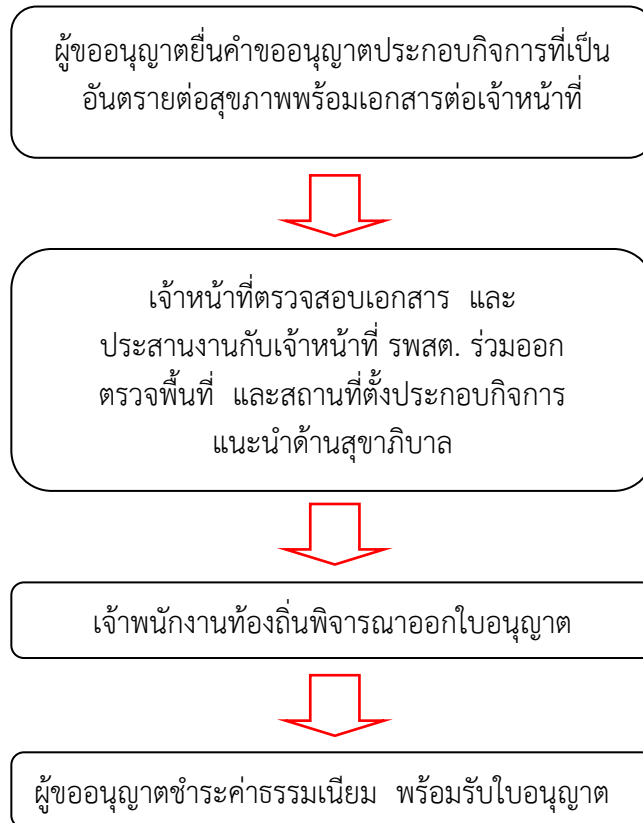 ผู้ขออนุญาตยื่นคำขออนุญาตประกอบกิจการที่เป็น
อันตรายต่อสุขภาพพร้อมเอกสารต่อเจ้าหน้าที่
เจ้าหน้าที่ตรวจสอบเอกสาร และ
ประสานงานกับเจ้าหน้าที่ รพสต. ร่วมออก
ตรวจพื้นที่ และสถานที่ตั้งประกอบกิจการ
แนะนำด้านสุขาภิบาล
เจ้าพนักงานท้องถิ่นพิจารณาออกใบอนุญาต
ผู้ขออนุญาตชำระค่าธรรมเนียม พร้อมรับใบอนุญาต